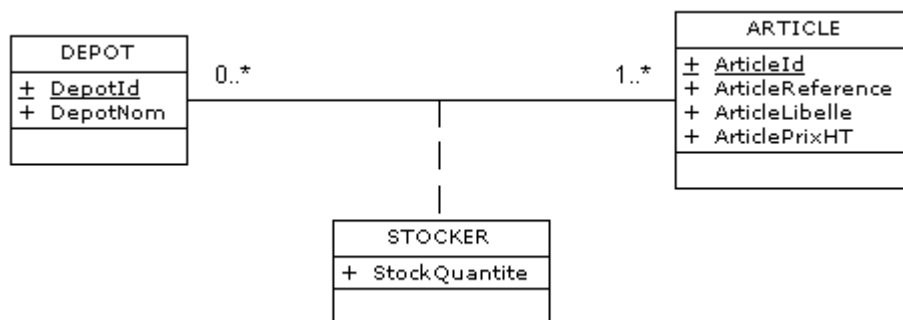 DEPOT
+ DepotId
+ DepotNom
0..*
1..*
ARTICLE
+ ArticleId
+ ArticleReference
+ ArticleLibelle
+ ArticlePrixHT
STOCKER
+ StockQuantite